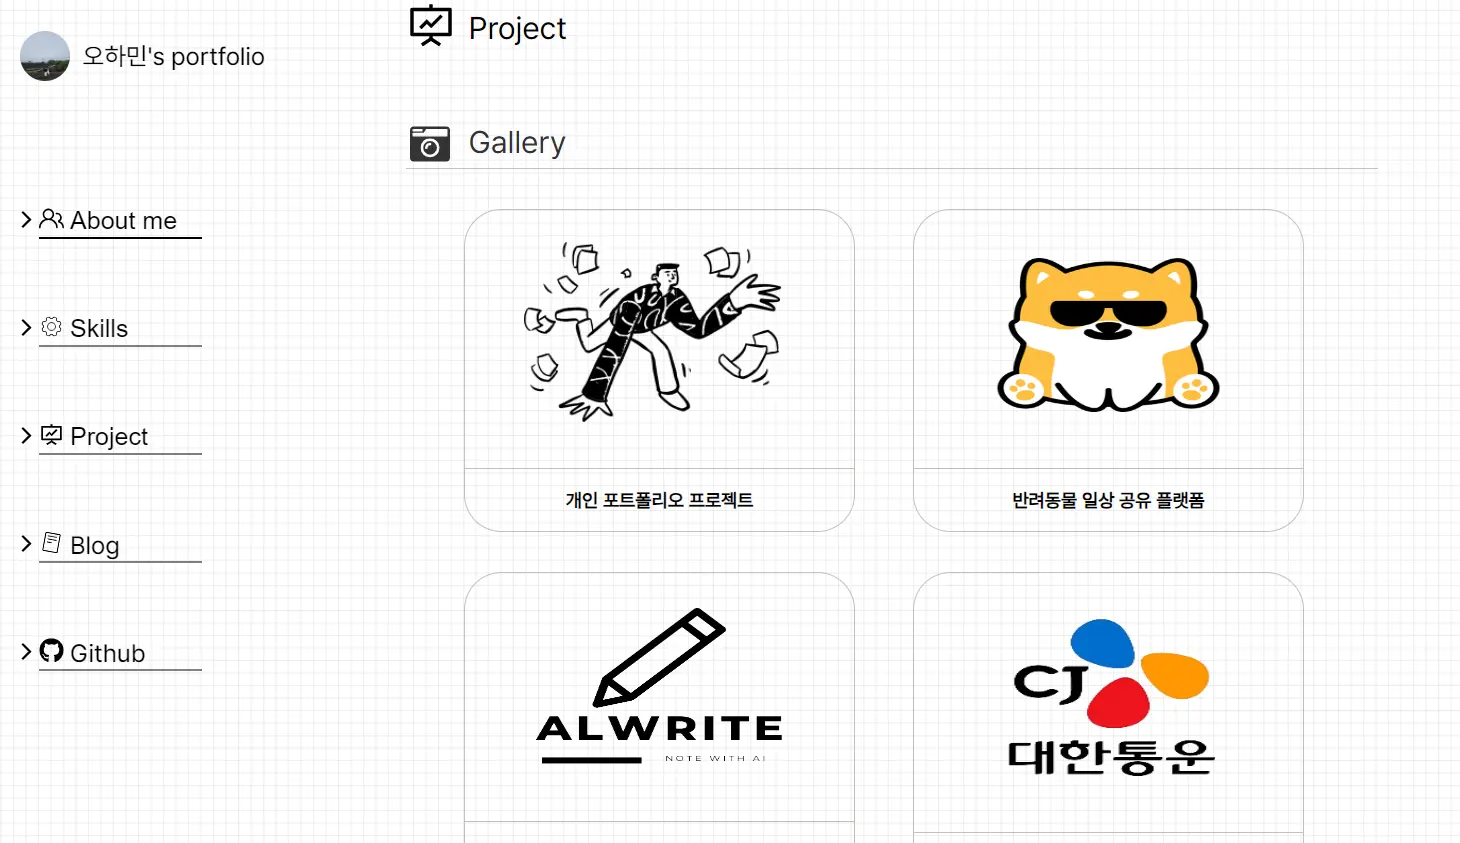 오하민's portfolio
About me
Skills
Project
Blog
Github
Project
Gallery
개인 포트폴리오 프로젝트
반려동물 일상 공유 플랫폼
ALWRITE
NOTE WITH AI
CJ
대한통운